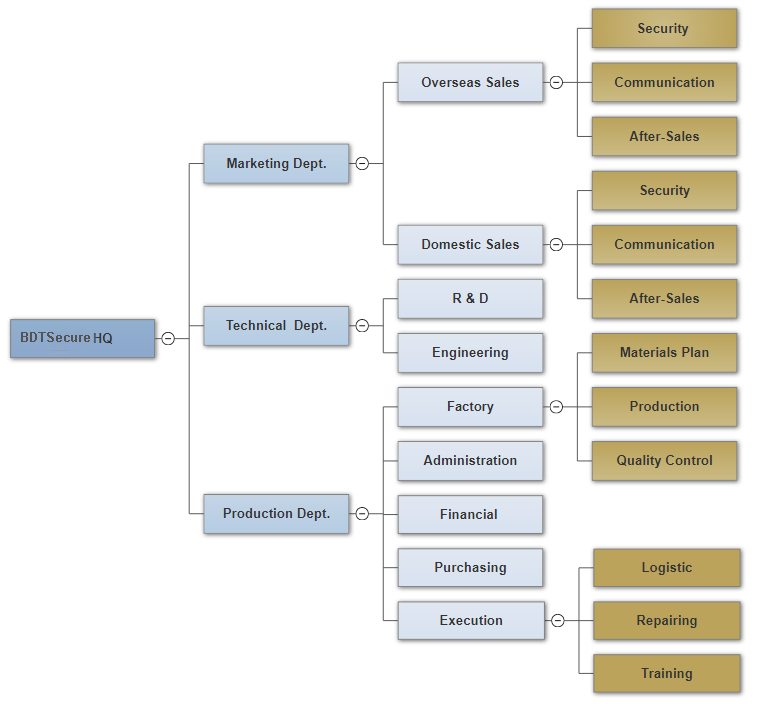 BDTSecure HQ
Marketing Dept.
Overseas Sales
Security
Communication
After-Sales
Domestic Sales
Security
Communication
After-Sales
Technical Dept.
R & D
Engineering
Production Dept.
Factory
Materials Plan
Production
Quality Control
Administration
Financial
Purchasing
Execution
Logistic
Repairing
Training